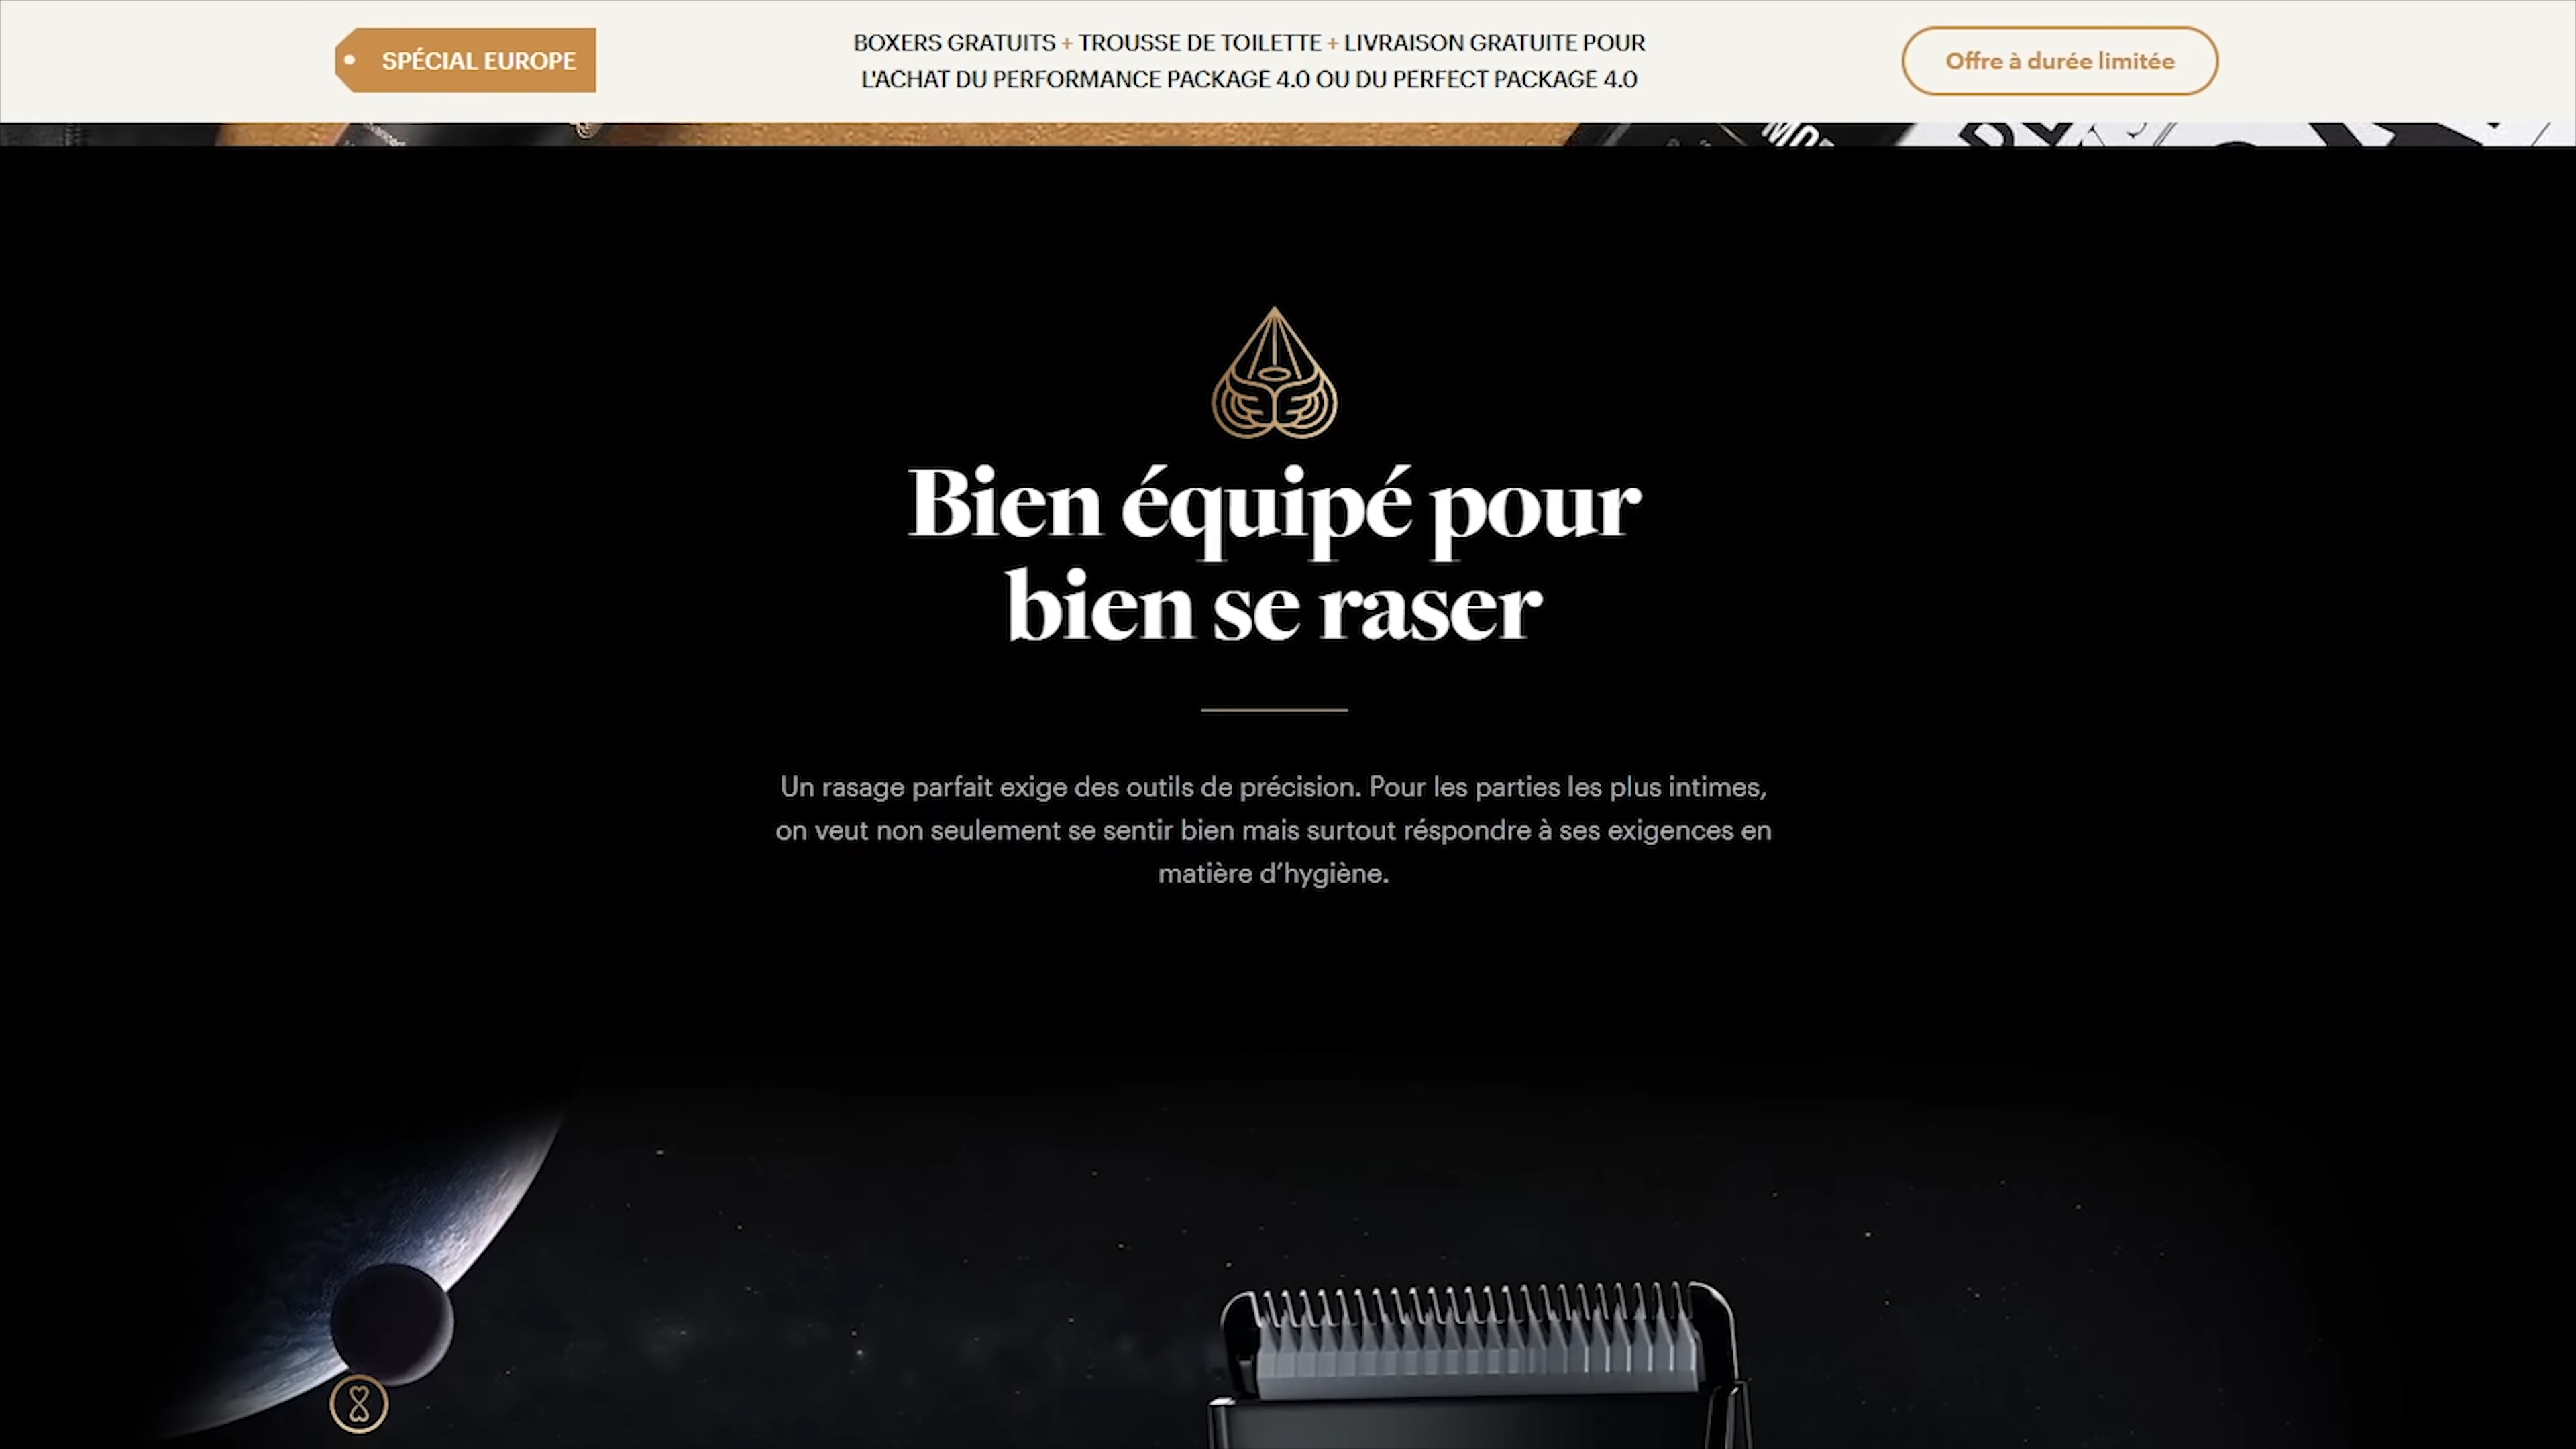 SPÉCIAL EUROPE
BOXERS GRATUITS + TROUSSE DE TOILETTE + LIVRAISON GRATUITE POUR
L'ACHAT DU PERFORMANCE PACKAGE 4.0 OU DU PERFECT PACKAGE 4.0
Offre à durée limitée
Bien équipé pour
bien se raser
Un rasage parfait exige des outils de précision. Pour les parties les plus intimes,
on veut non seulement se sentir bien mais surtout réspondre à ses exigences en
matière d’hygiène.